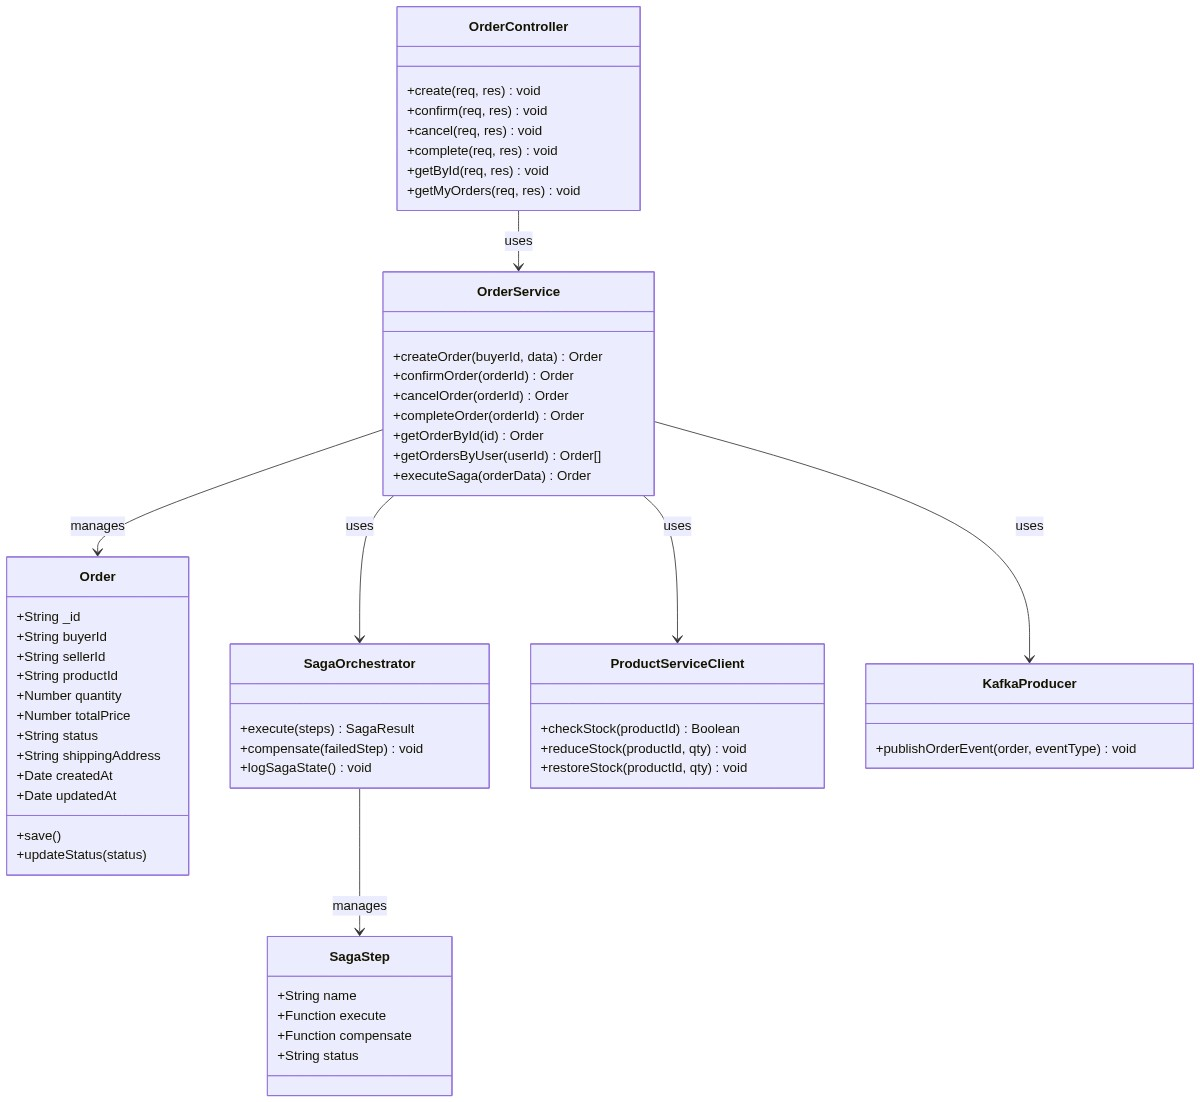 OrderController
+create(req, res) : void
+confirm(req, res) : void
+cancel(req, res) : void
+complete(req, res) : void
+getById(req, res) : void
+getMyOrders(req, res) : void
uses
OrderService
+createOrder(buyerId, data) : Order
+confirmOrder(orderId) : Order
+cancelOrder(orderId) : Order
+completeOrder(orderId) : Order
+getOrderById(id) : Order
+getOrdersByUser(userId) : Order[]
+executeSaga(orderData) : Order
manages
uses
uses
uses
Order
+String _id
+String buyerId
+String sellerId
+String productId
+Number quantity
+Number totalPrice
+String status
+String shippingAddress
+Date createdAt
+Date updatedAt
+save()
+updateStatus(status)
SagaOrchestrator
+execute(steps) : SagaResult
+compensate(failedStep) : void
+logSagaState() : void
ProductServiceClient
+checkStock(productId) : Boolean
+reduceStock(productId, qty) : void
+restoreStock(productId, qty) : void
KafkaProducer
+publishOrderEvent(order, eventType) : void
manages
SagaStep
+String name
+Function execute
+Function compensate
+String status